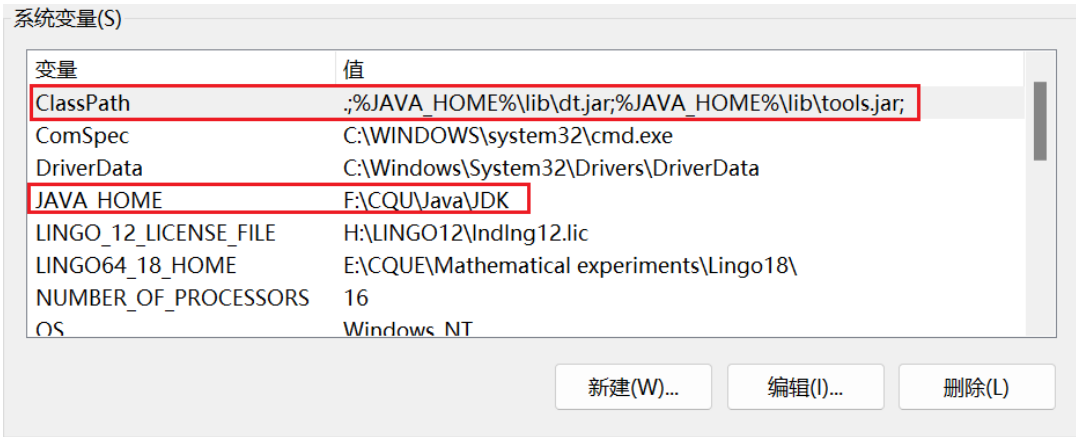 系统变量(S)
变量 值
ClassPath .;%JAVA_HOME%\lib\dt.jar;%JAVA_HOME%\lib\tools.jar;
ComSpec C:\WINDOWS\system32\cmd.exe
DriverData C:\Windows\System32\Drivers\DriverData
JAVA_HOME F:\CQU\Java\JDK
LINGO_12_LICENSE_FILE H:\LINGO12\lndlng12.lic
LINGO64_18_HOME E:\CQUE\Mathematical experiments\Lingo18\
NUMBER_OF_PROCESSORS 16
OS Windows_NT
新建(W)... 编辑(I)... 删除(L)